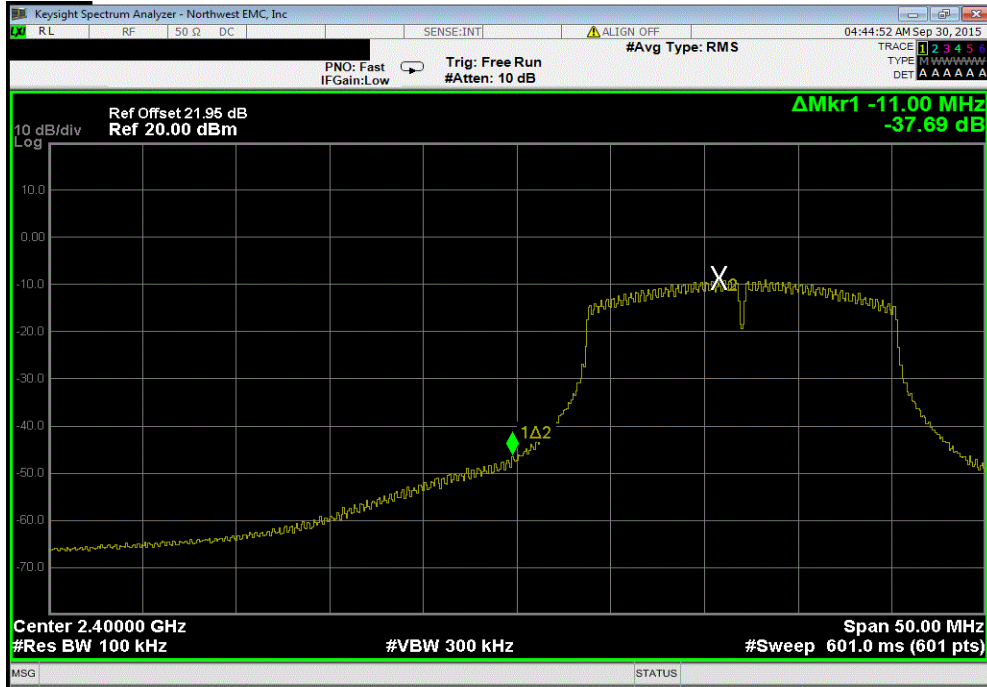 Keysight Spectrum Analyzer - Northwest EMC, Inc
LXI RL RF 50 Ω DC SENSE:INT ALIGN OFF 04:44:52 AM Sep 30, 2015
#Avg Type: RMS TRACE 1 2 3 4 5 6
PNO: Fast Trig: Free Run TYPE M WWWWW
IFGain:Low #Atten: 10 dB DET A A A A A A
ΔMkr1 -11.00 MHz
Ref Offset 21.95 dB
10 dB/div Ref 20.00 dBm -37.69 dB
Log
10.0
0.00
-10.0
X2
-20.0
-30.0
-40.0
1Δ2
-50.0
-60.0
-70.0
Center 2.40000 GHz Span 50.00 MHz
#Res BW 100 kHz #VBW 300 kHz #Sweep 601.0 ms (601 pts)
MSG STATUS